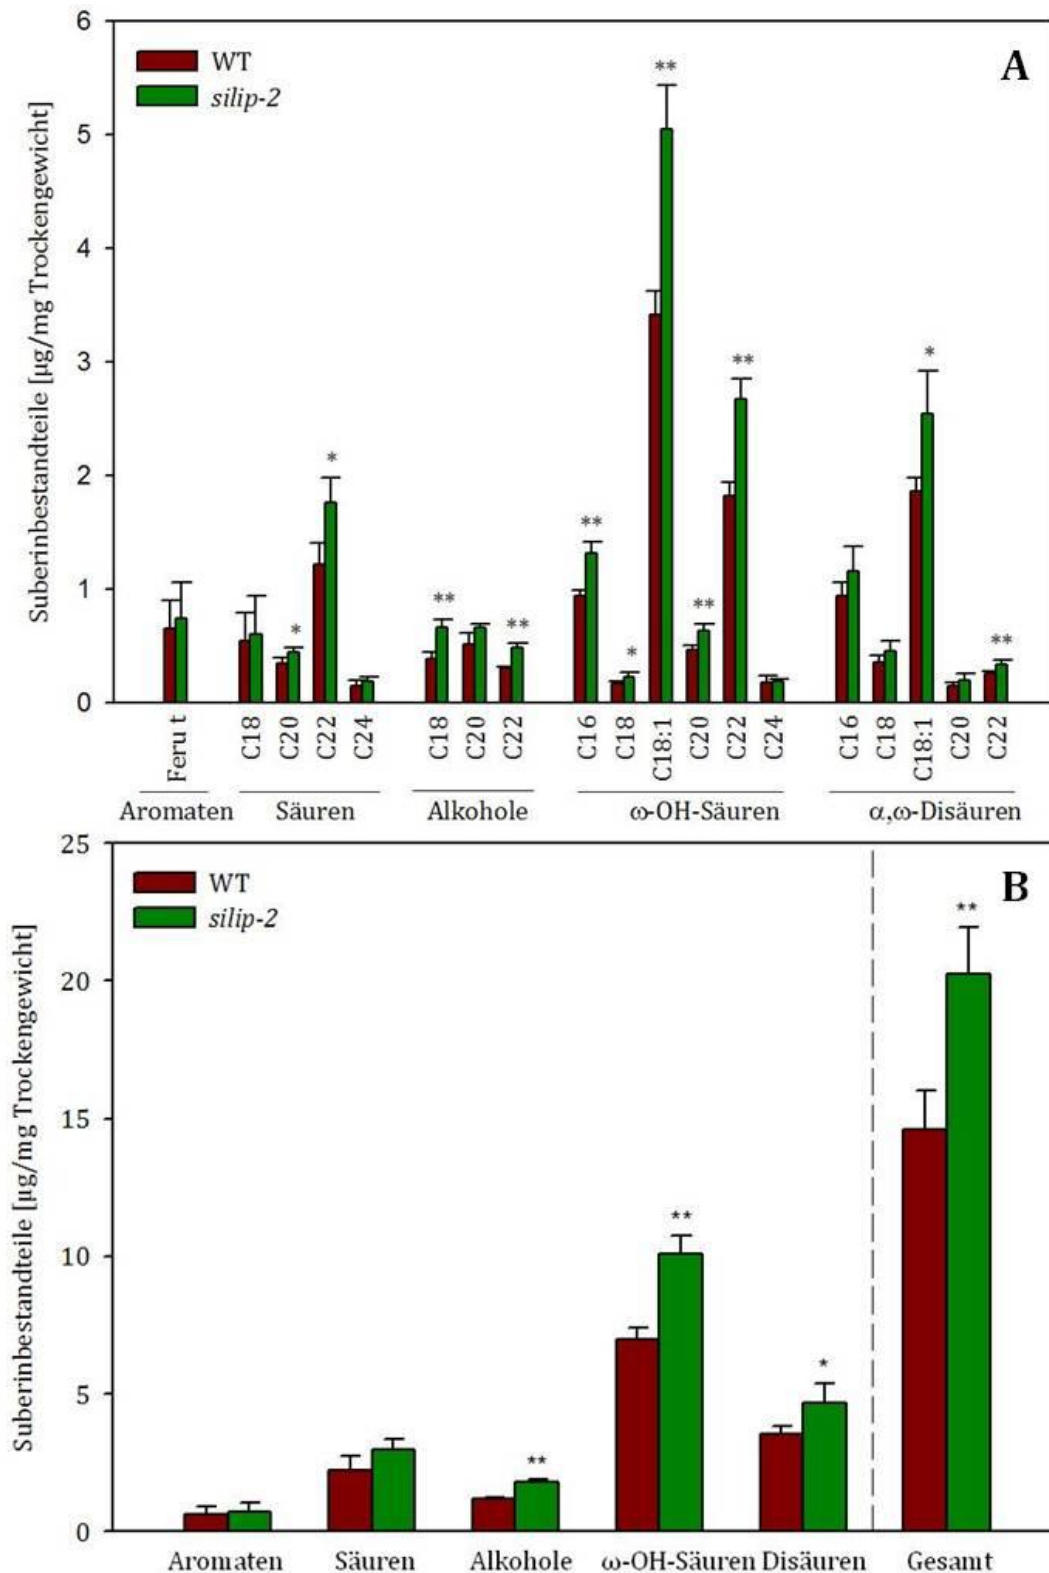 6
5
4
3
2
1
0
Suberinbestandteile [µg/mg Trockengewicht]
WT
silip-2
A
*
*
**
**
**
*
**
**
**
*
**
Feru t
C18
C20
C22
C24
C18
C20
C22
C16
C18
C18:1
C20
C22
C24
C16
C18
C18:1
C20
C22
Aromaten Säuren Alkohole ω-OH-Säuren α,ω-Disäuren
25
20
15
10
5
0
Suberinbestandteile [µg/mg Trockengewicht]
WT
silip-2
B
**
**
*
**
Aromaten Säuren Alkohole ω-OH-Säuren Disäuren Gesamt